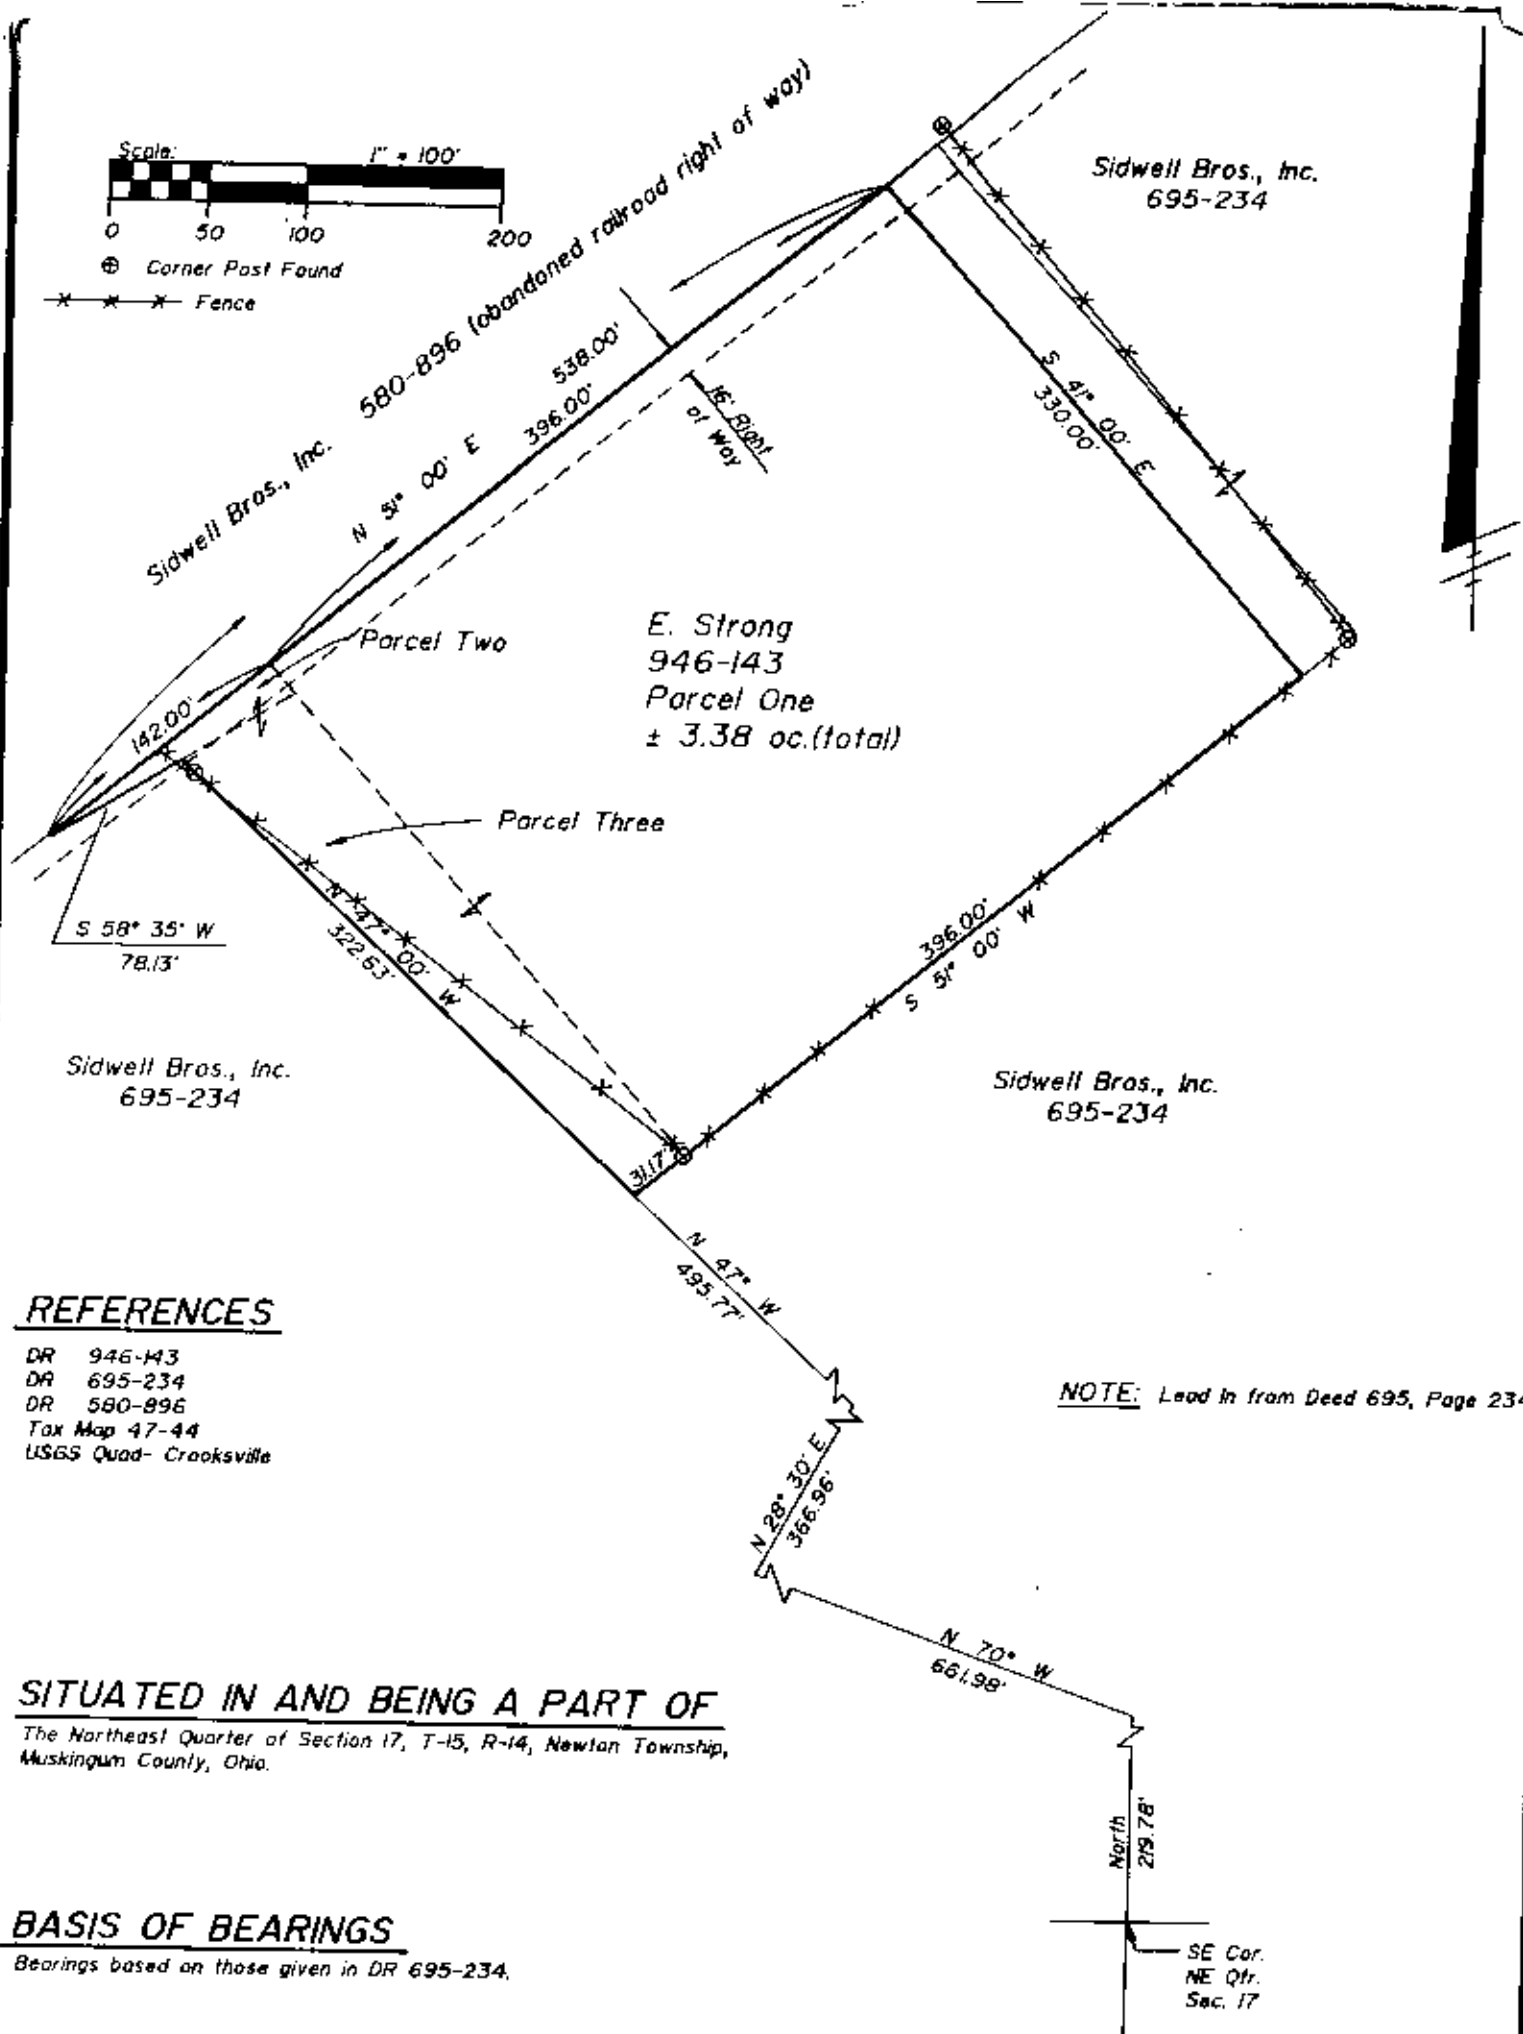 Scale: 1" = 100'
0 50 100 200
⊕ Corner Post Found
Fence
Sidwell Bros., Inc. 580-896 (abandoned railroad right of way)
Sidwell Bros., Inc.
695-234
538.00'
396.00'
N 51° 00' E
16' Right
of Way
S 41° 00' E
330.00'
Parcel Two
E. Strong
946-143
Parcel One
± 3.38 ac.(total)
142.00'
Parcel Three
S 58° 35' W
78.13'
N 47° 00' W
322.63'
396.00'
S 51° 00' W
Sidwell Bros., Inc.
695-234
Sidwell Bros., Inc.
695-234
31.17'
N 47° W
495.77'
REFERENCES
DR 946-143
DR 695-234
DR 580-896
Tax Map 47-44
USGS Quad- Crooksville
NOTE: Lead In from Deed 695, Page 234
N 28° 30' E
366.96'
N 70° W
661.98'
SITUATED IN AND BEING A PART OF
The Northeast Quarter of Section 17, T-15, R-14, Newton Township,
Muskingum County, Ohio.
North
219.78'
BASIS OF BEARINGS
Bearings based on those given in DR 695-234.
SE Cor.
NE Qtr.
Sec. 17